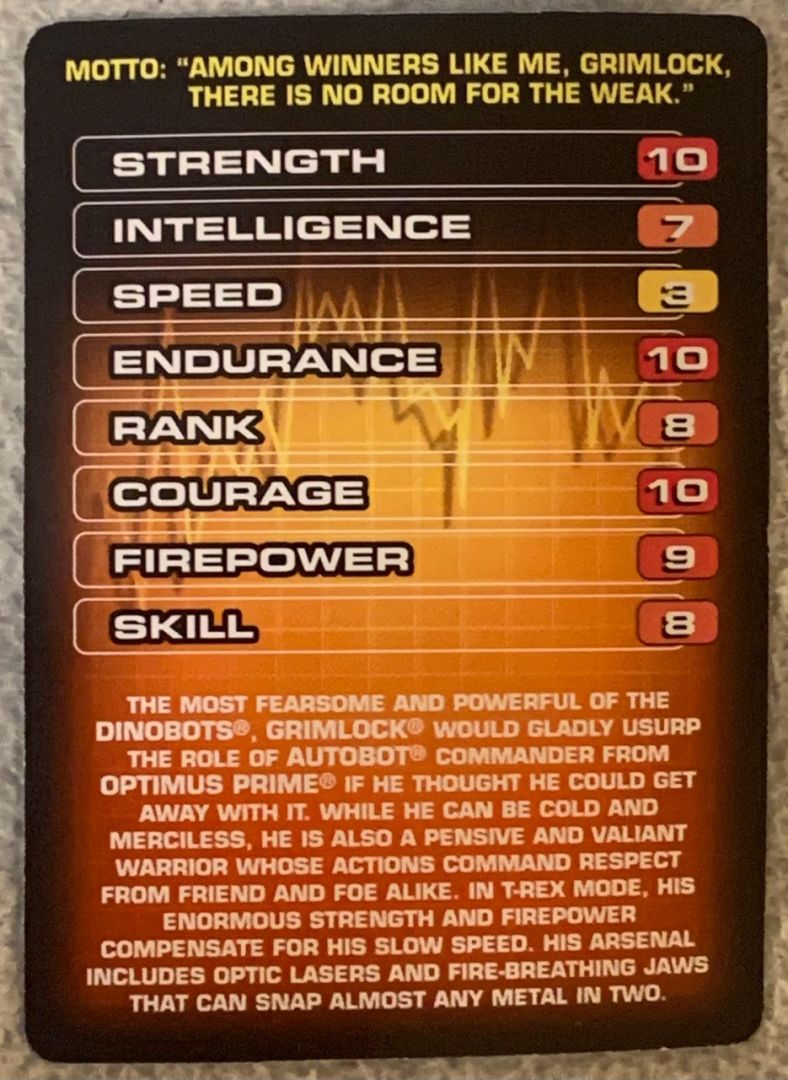 MOTTO: "AMONG WINNERS LIKE ME, GRIMLOCK,
THERE IS NO ROOM FOR THE WEAK."
STRENGTH 10
INTELLIGENCE 7
SPEED 3
ENDURANCE 10
RANK 8
COURAGE 10
FIREPOWER 9
SKILL 8
THE MOST FEARSOME AND POWERFUL OF THE
DINOBOTS®, GRIMLOCK® WOULD GLADLY USURP
THE ROLE OF AUTOBOT® COMMANDER FROM
OPTIMUS PRIME® IF HE THOUGHT HE COULD GET
AWAY WITH IT. WHILE HE CAN BE COLD AND
MERCILESS, HE IS ALSO A PENSIVE AND VALIANT
WARRIOR WHOSE ACTIONS COMMAND RESPECT
FROM FRIEND AND FOE ALIKE. IN T-REX MODE, HIS
ENORMOUS STRENGTH AND FIREPOWER
COMPENSATE FOR HIS SLOW SPEED. HIS ARSENAL
INCLUDES OPTIC LASERS AND FIRE-BREATHING JAWS
THAT CAN SNAP ALMOST ANY METAL IN TWO.